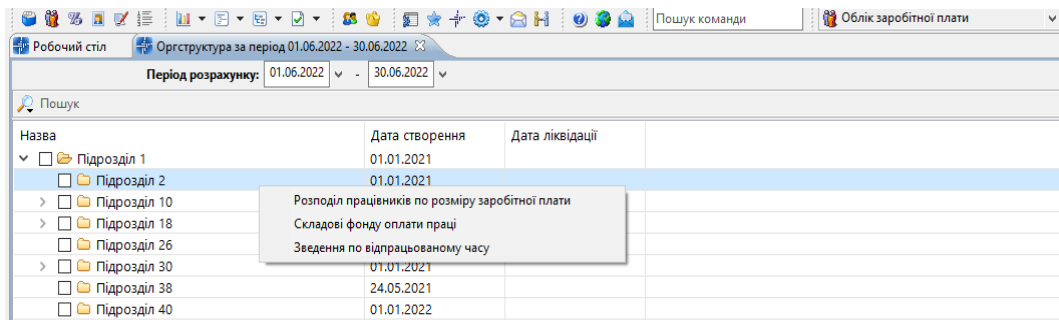 Пошук команди
Облік заробітної плати
Робочий стіл
Оргструктура за період 01.06.2022 - 30.06.2022
Період розрахунку: 01.06.2022 - 30.06.2022
Пошук
Назва Дата створення Дата ліквідації
Підрозділ 1 01.01.2021
Підрозділ 2 01.01.2021
Підрозділ 10
Розподіл працівників по розміру заробітної плати
Підрозділ 18
Складові фонду оплати праці
Підрозділ 26
Зведення по відпрацьованому часу
Підрозділ 30 01.01.2021
Підрозділ 38 24.05.2021
Підрозділ 40 01.01.2022